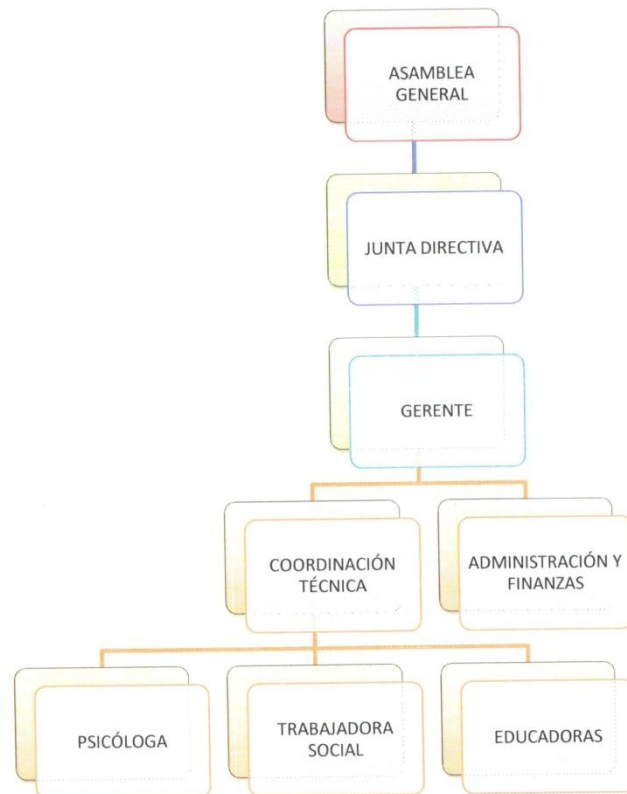 ASAMBLEA
GENERAL
JUNTA DIRECTIVA
GERENTE
COORDINACIÓN
TÉCNICA
ADMINISTRACIÓN Y
FINANZAS
PSICÓLOGA
TRABAJADORA
SOCIAL
EDUCADORAS